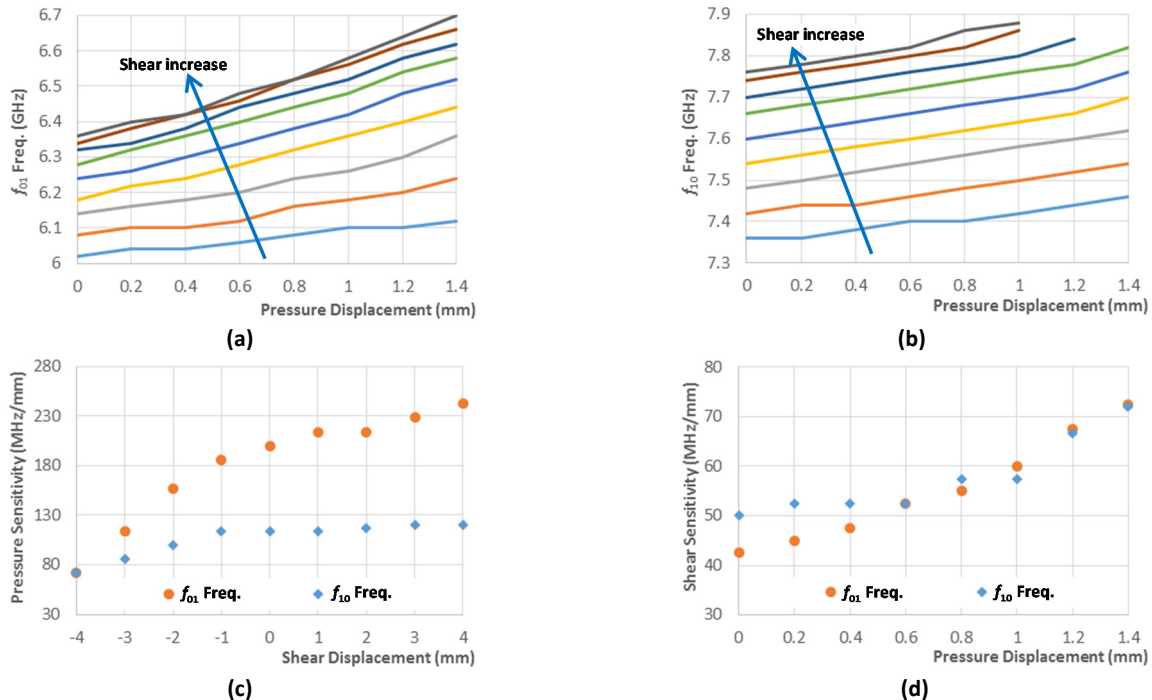 6.7
6.6
6.5
6.4
6.3
6.2
6.1
6
f01 Freq. (GHz)
Shear increase
0 0.2 0.4 0.6 0.8 1 1.2 1.4
Pressure Displacement (mm)
(a)
7.9
7.8
7.7
7.6
7.5
7.4
7.3
f10 Freq. (GHz)
Shear increase
0 0.2 0.4 0.6 0.8 1 1.2 1.4
Pressure Displacement (mm)
(b)
280
230
180
130
80
30
Pressure Sensitivity (MHz/mm)
f01 Freq. f10 Freq.
-4 -3 -2 -1 0 1 2 3 4
Shear Displacement (mm)
(c)
80
70
60
50
40
30
Shear Sensitivity (MHz/mm)
f01 Freq. f10 Freq.
0 0.2 0.4 0.6 0.8 1 1.2 1.4
Pressure Displacement (mm)
(d)